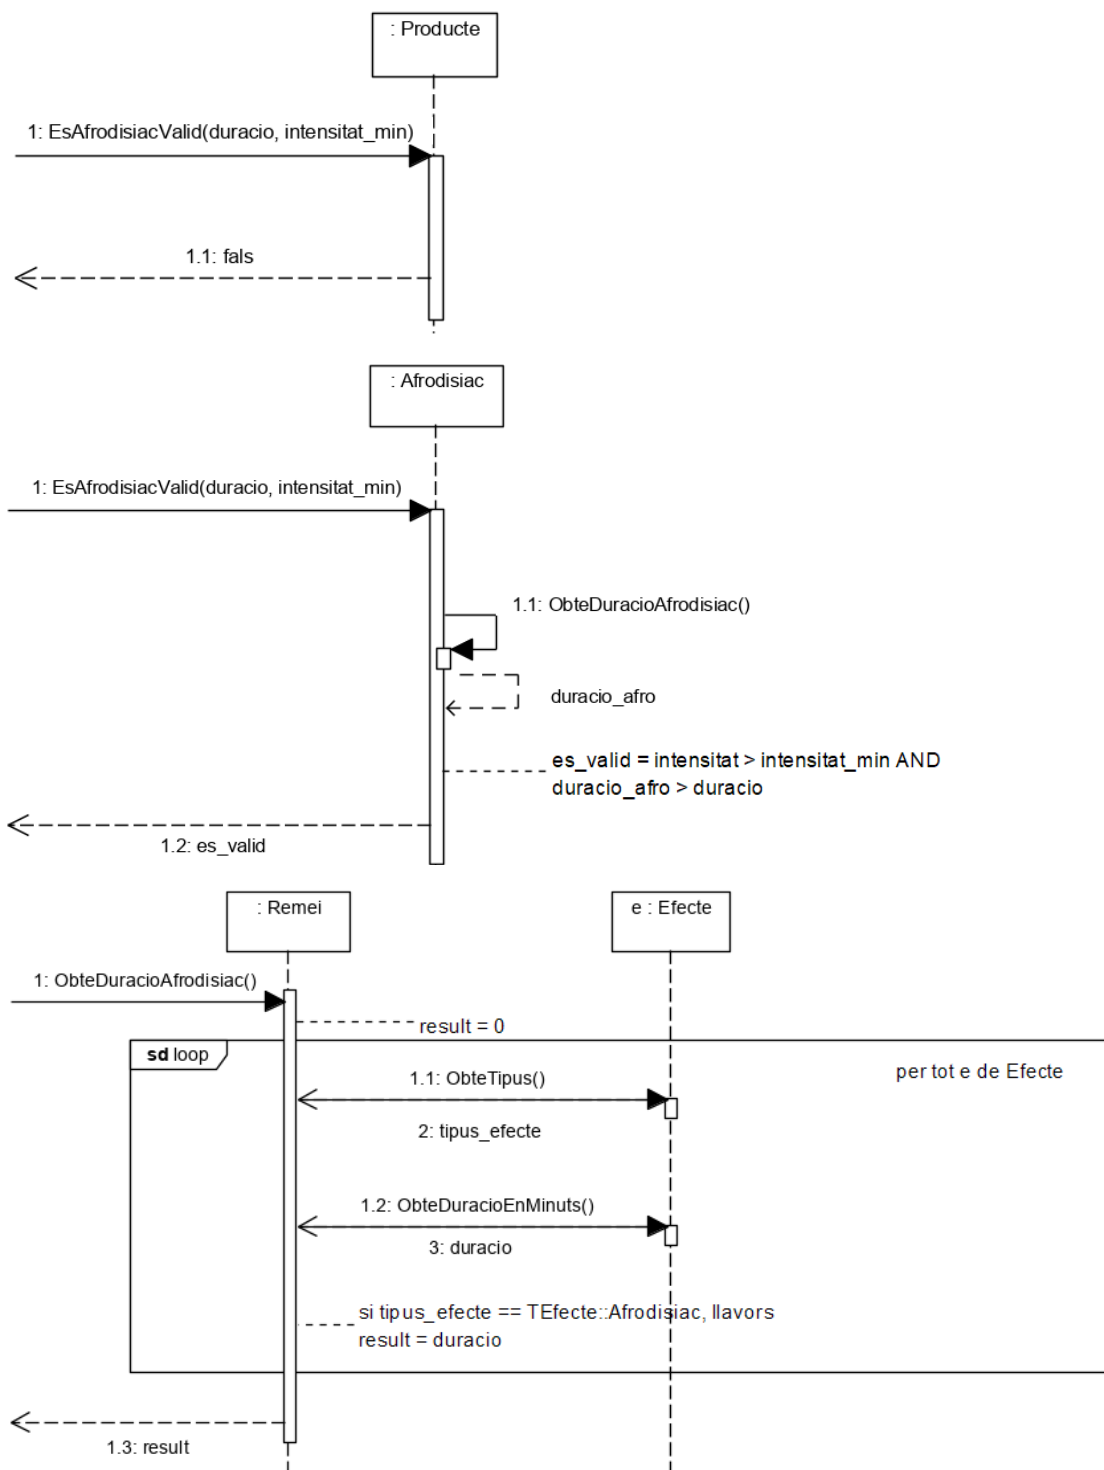 : Producte
1: EsAfrodisiacValid(duracio, intensitat_min)
1.1: fals
: Afrodisiac
1: EsAfrodisiacValid(duracio, intensitat_min)
1.1: ObteDuracioAfrodisiac()
duracio_afro
es_valid = intensitat > intensitat_min AND
duracio_afro > duracio
1.2: es_valid
: Remei
e : Efecte
1: ObteDuracioAfrodisiac()
result = 0
sd loop
per tot e de Efecte
1.1: ObteTipus()
2: tipus_efecte
1.2: ObteDuracioEnMinuts()
3: duracio
si tipus_efecte == TEfecte::Afrodisiac, llavors
result = duracio
1.3: result